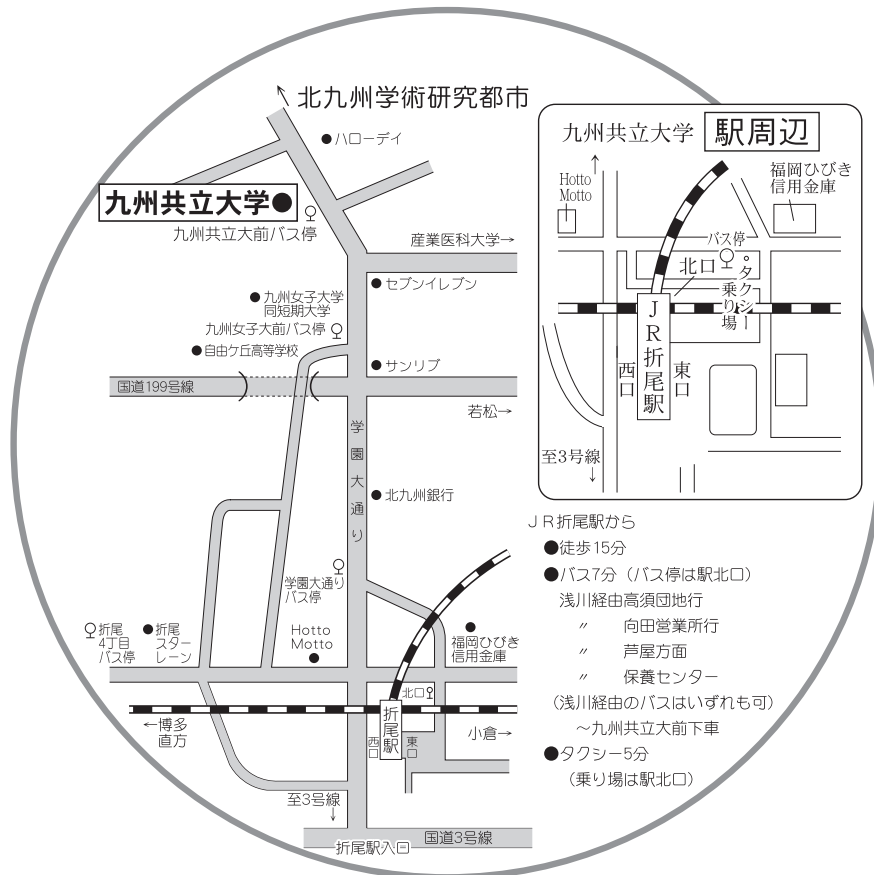 北九州学術研究都市
ハローデイ
九州共立大学
九州共立大前バス停
産業医科大学→
セブンイレブン
九州女子大学
同短期大学
九州女子大前バス停
自由ケ丘高等学校
サンリブ
国道199号線
若松→
学園大通り
北九州銀行
学園大通り
バス停
折尾
4丁目
バス停
折尾
スター
レーン
Hotto
Motto
福岡ひびき
信用金庫
北口
折尾駅
西口
東口
←博多
直方
小倉→
至3号線
↓
国道3号線
折尾駅入口
九州共立大学
駅周辺
Hotto
Motto
福岡ひびき
信用金庫
バス停
北口
・タクシー
乗り場
JR折尾駅
西口
東口
至3号線
↓
JR折尾駅から
●徒歩15分
●バス7分(バス停は駅北口)
浅川経由高須団地行
〃 向田営業所行
〃 芦屋方面
〃 保養センター
(浅川経由のバスはいずれも可)
～九州共立大前下車
●タクシー5分
(乗り場は駅北口)